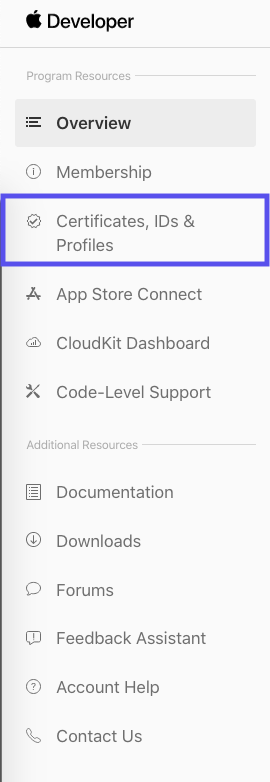 Developer
Program Resources
Overview
Membership
Certificates, IDs &
Profiles
App Store Connect
CloudKit Dashboard
Code-Level Support
Additional Resources
Documentation
Downloads
Forums
Feedback Assistant
Account Help
Contact Us